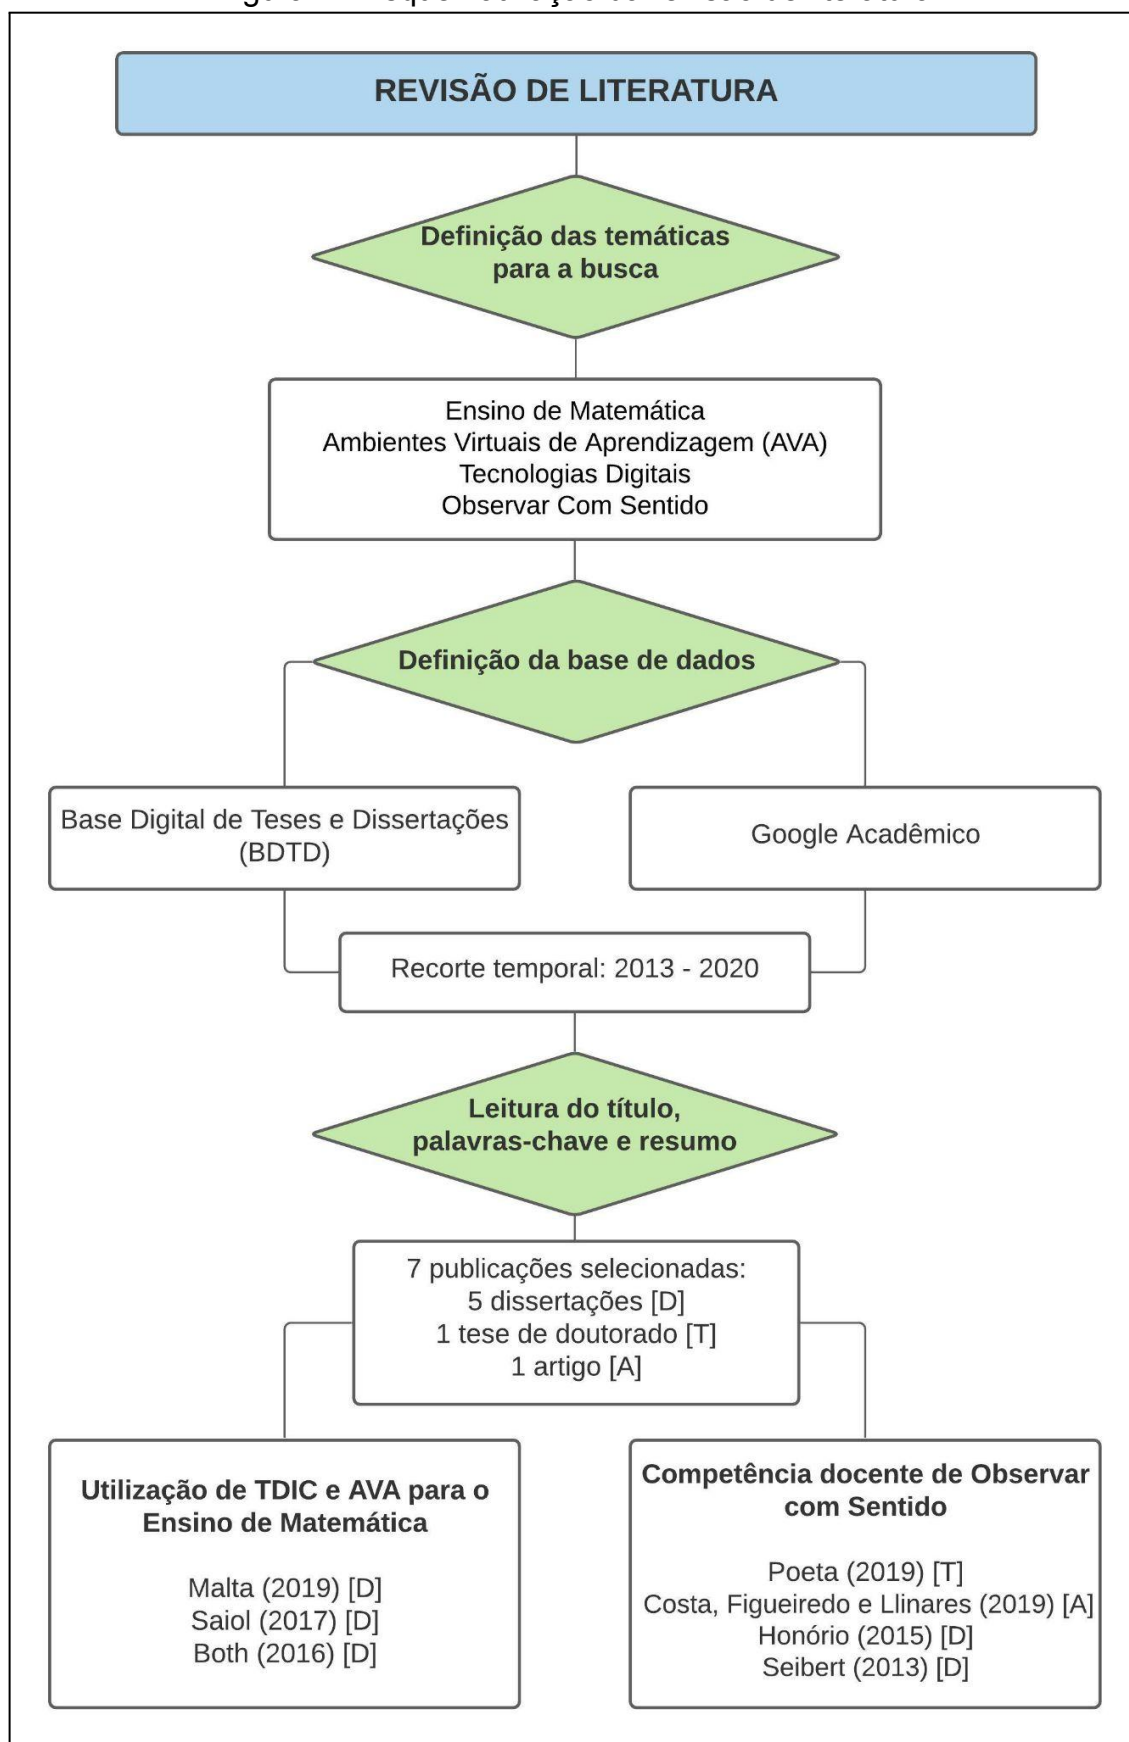 REVISÃO DE LITERATURA
Definição das temáticas
para a busca
Ensino de Matemática
Ambientes Virtuais de Aprendizagem (AVA)
Tecnologias Digitais
Observar Com Sentido
Definição da base de dados
Base Digital de Teses e Dissertações
(BDTD)
Google Acadêmico
Recorte temporal: 2013 - 2020
Leitura do título,
palavras-chave e resumo
7 publicações selecionadas:
5 dissertações [D]
1 tese de doutorado [T]
1 artigo [A]
Utilização de TDIC e AVA para o
Ensino de Matemática
Malta (2019) [D]
Saiol (2017) [D]
Both (2016) [D]
Competência docente de Observar
com Sentido
Poeta (2019) [T]
Costa, Figueiredo e Llinares (2019) [A]
Honório (2015) [D]
Seibert (2013) [D]